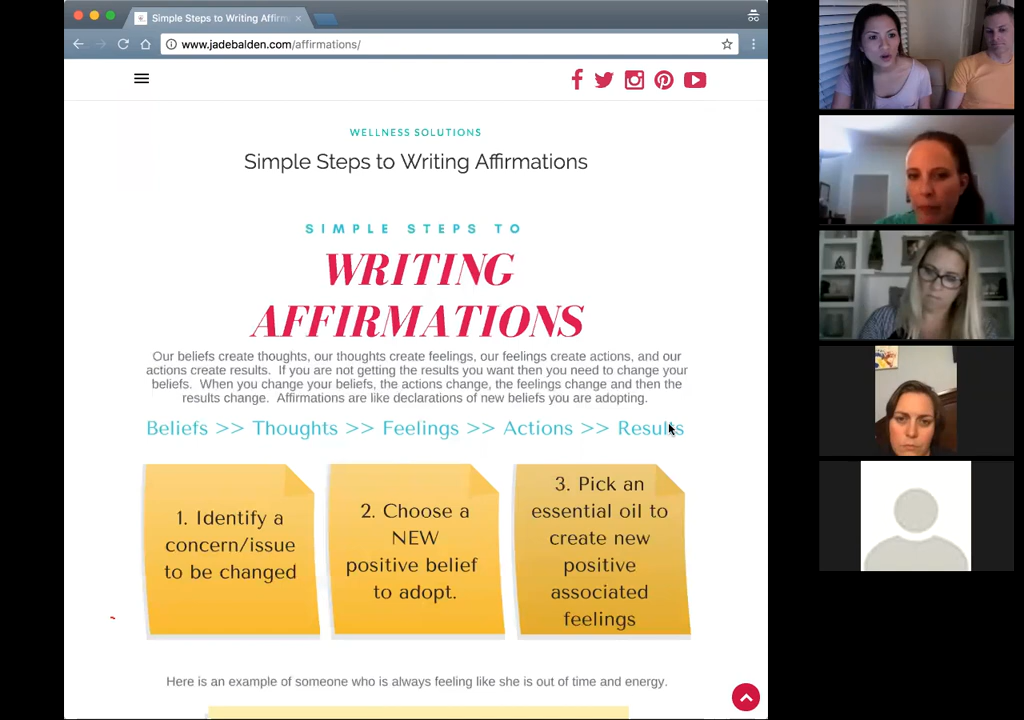 Simple Steps to Writing Affirm
www.jadebalden.com/affirmations/
WELLNESS SOLUTIONS
Simple Steps to Writing Affirmations
SIMPLE STEPS TO
WRITING
AFFIRMATIONS
Our beliefs create thoughts, our thoughts create feelings, our feelings create actions, and our
actions create results. If you are not getting the results you want then you need to change your
beliefs. When you change your beliefs, the actions change, the feelings change and then the
results change. Affirmations are like declarations of new beliefs you are adopting.
Beliefs >> Thoughts >> Feelings >> Actions >> Results
1. Identify a
concern/issue
to be changed
2. Choose a
NEW
positive belief
to adopt.
3. Pick an
essential oil to
create new
positive
associated
feelings
Here is an example of someone who is always feeling like she is out of time and energy.